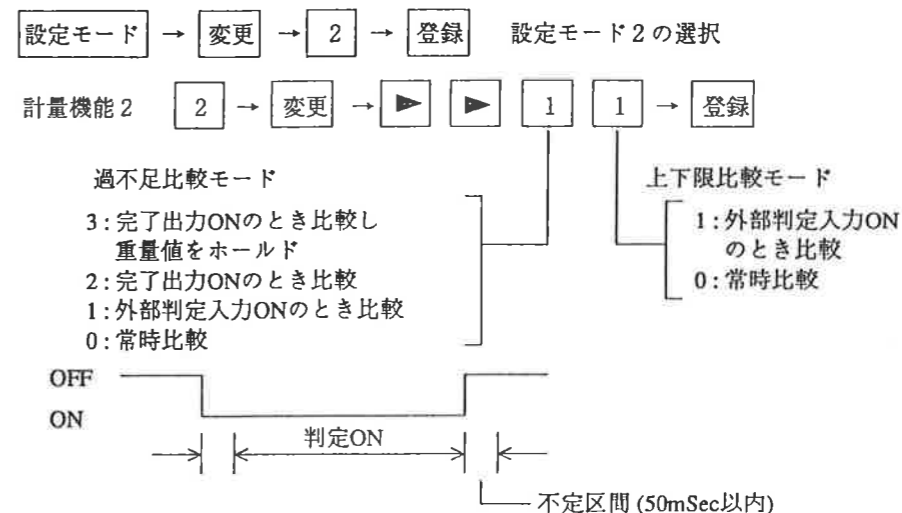 設定モード → 変更 → 2 → 登録 設定モード2の選択
計量機能2 2 → 変更 → ▶ ▶ 1 1 → 登録
過不足比較モード
3:完了出力ONのとき比較し
重量値をホールド
2:完了出力ONのとき比較
1:外部判定入力ONのとき比較
0:常時比較
上下限比較モード
1:外部判定入力ON
のとき比較
0:常時比較
OFF
ON
判定ON
不定区間 (50mSec以内)